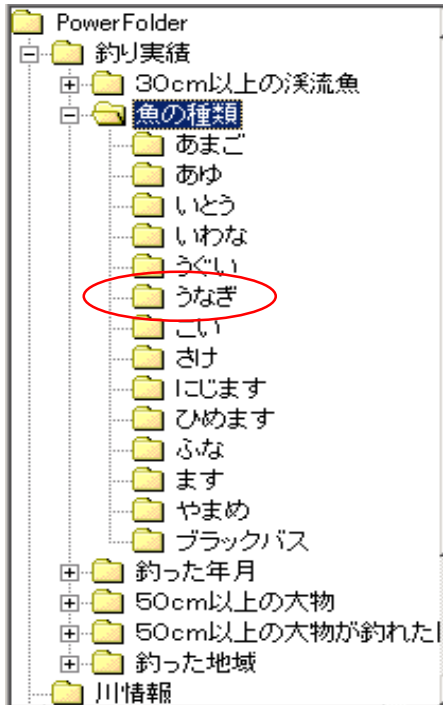 PowerFolder
釣り実績
30cm以上の渓流魚
魚の種類
あまご
あゆ
いとう
いわな
うぐい
うなぎ
こい
さけ
にじます
ひめます
ふな
ます
やまめ
ブラックバス
釣った年月
50cm以上の大物
50cm以上の大物が釣れた
釣った地域
川情報